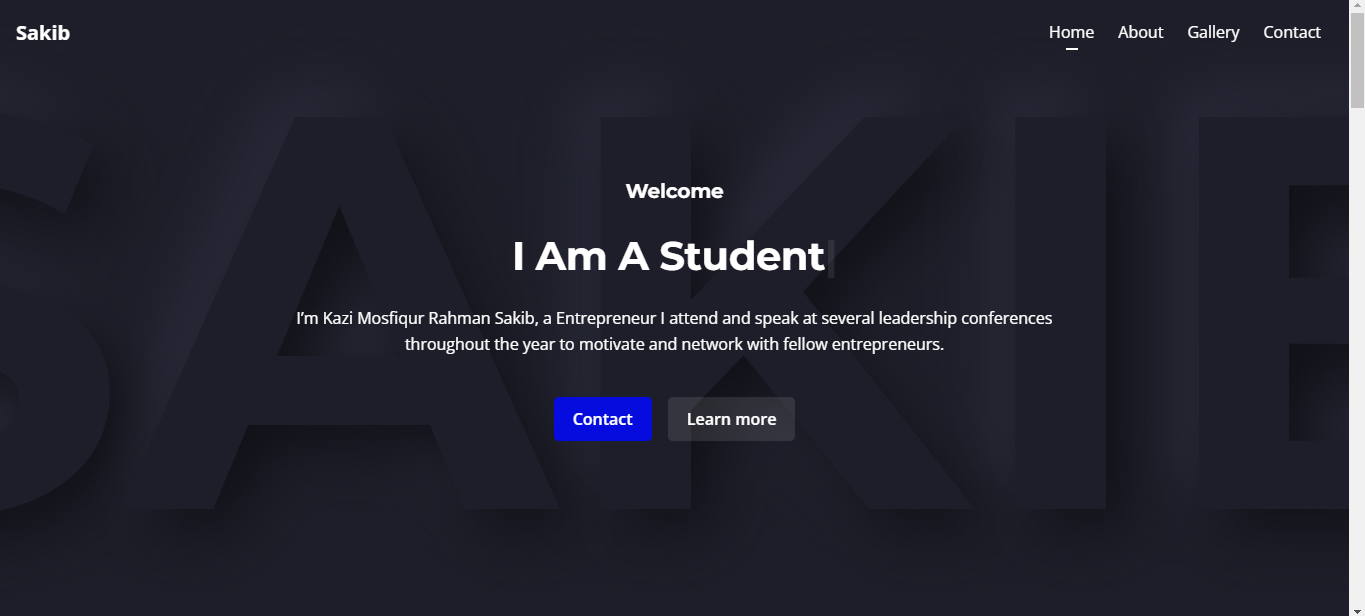 Sakib
Home About Gallery Contact
SAKIB
Welcome
I Am A Student
I’m Kazi Mosfiqur Rahman Sakib, a Entrepreneur I attend and speak at several leadership conferences
throughout the year to motivate and network with fellow entrepreneurs.
Contact Learn more